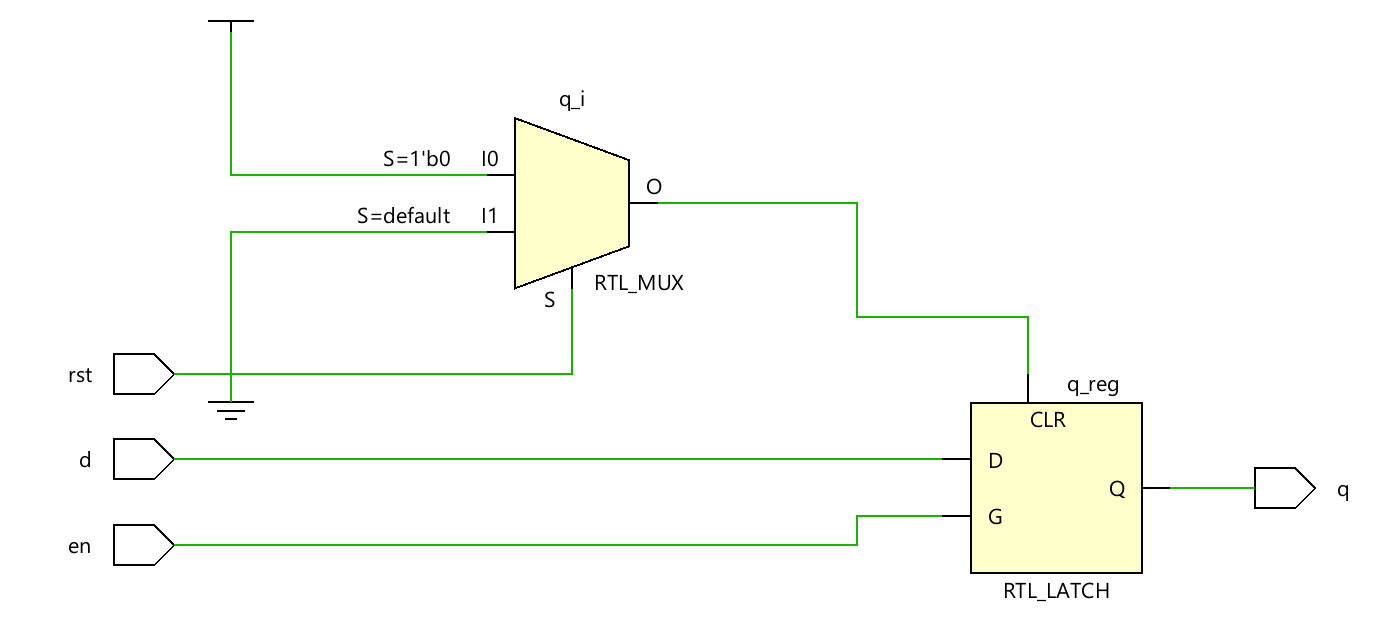 q_i
S=1'b0 I0
O
S=default I1
RTL_MUX
S
rst
q_reg
CLR
d
D
Q
q
G
en
RTL_LATCH